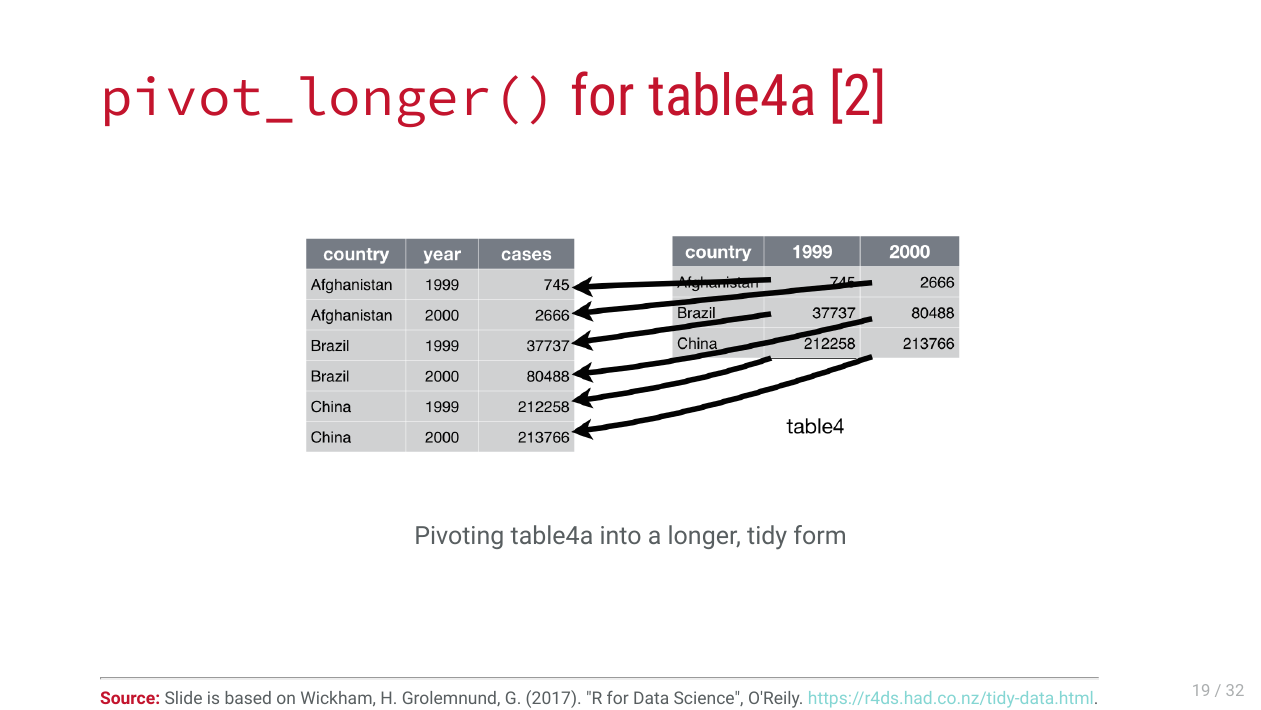 pivot_longer() for table4a [2]
country year cases
Afghanistan 1999 745
Afghanistan 2000 2666
Brazil 1999 37737
Brazil 2000 80488
China 1999 212258
China 2000 213766
country 1999 2000
Afghanistan 745 2666
Brazil 37737 80488
China 212258 213766
table4
Pivoting table4a into a longer, tidy form
Source: Slide is based on Wickham, H. Grolemnund, G. (2017). "R for Data Science", O'Reily. https://r4ds.had.co.nz/tidy-data.html.
19 / 32